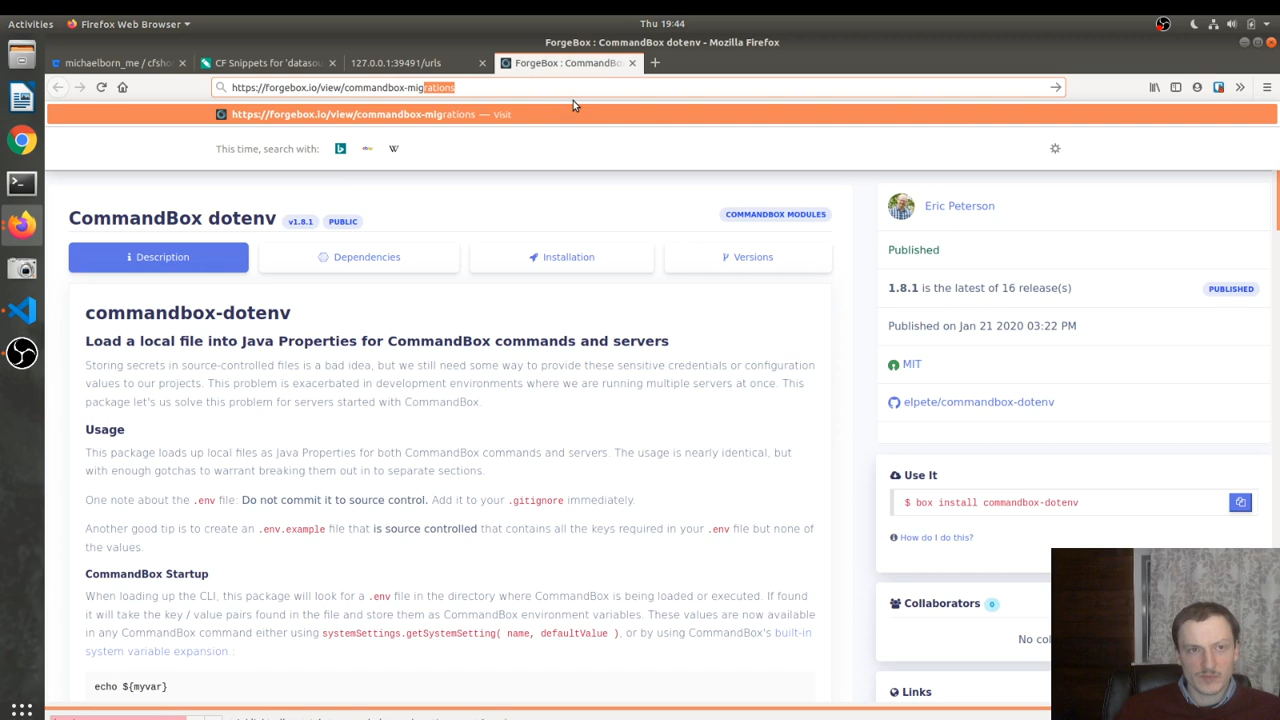 Activities
Firefox Web Browser
Thu 19:44
ForgeBox : CommandBox dotenv - Mozilla Firefox
michaelborn_me / cfsho
CF Snippets for 'datasou
127.0.0.1:39491/urls
ForgeBox : CommandBo
https://forgebox.io/view/commandbox-migrations
https://forgebox.io/view/commandbox-migrations — Visit
This time, search with:
CommandBox dotenv v1.8.1 PUBLIC
COMMANDBOX MODULES
Description
Dependencies
Installation
Versions
commandbox-dotenv
Load a local file into Java Properties for CommandBox commands and servers
Storing secrets in source-controlled files is a bad idea, but we still need some way to provide these sensitive credentials or configuration
values to our projects. This problem is exacerbated in development environments where we are running multiple servers at once. This
package let's us solve this problem for servers started with CommandBox.
Usage
This package loads up local files as Java Properties for both CommandBox commands and servers. The usage is nearly identical, but
with enough gotchas to warrant breaking them out in to separate sections.
One note about the .env file: Do not commit it to source control. Add it to your .gitignore immediately.
Another good tip is to create an .env.example file that is source controlled that contains all the keys required in your .env file but none of
the values.
CommandBox Startup
When loading up the CLI, this package will look for a .env file in the directory where CommandBox is being loaded or executed. If found
it will take the key / value pairs found in the file and store them as CommandBox environment variables. These values are now available
in any CommandBox command either using systemSettings.getSystemSetting( name, defaultValue ), or by using CommandBox's built-in
system variable expansion.:
echo ${myvar}
Eric Peterson
Published
1.8.1 is the latest of 16 release(s)
PUBLISHED
Published on Jan 21 2020 03:22 PM
MIT
elpete/commandbox-dotenv
Use It
$ box install commandbox-dotenv
How do I do this?
Collaborators 0
No col
Links